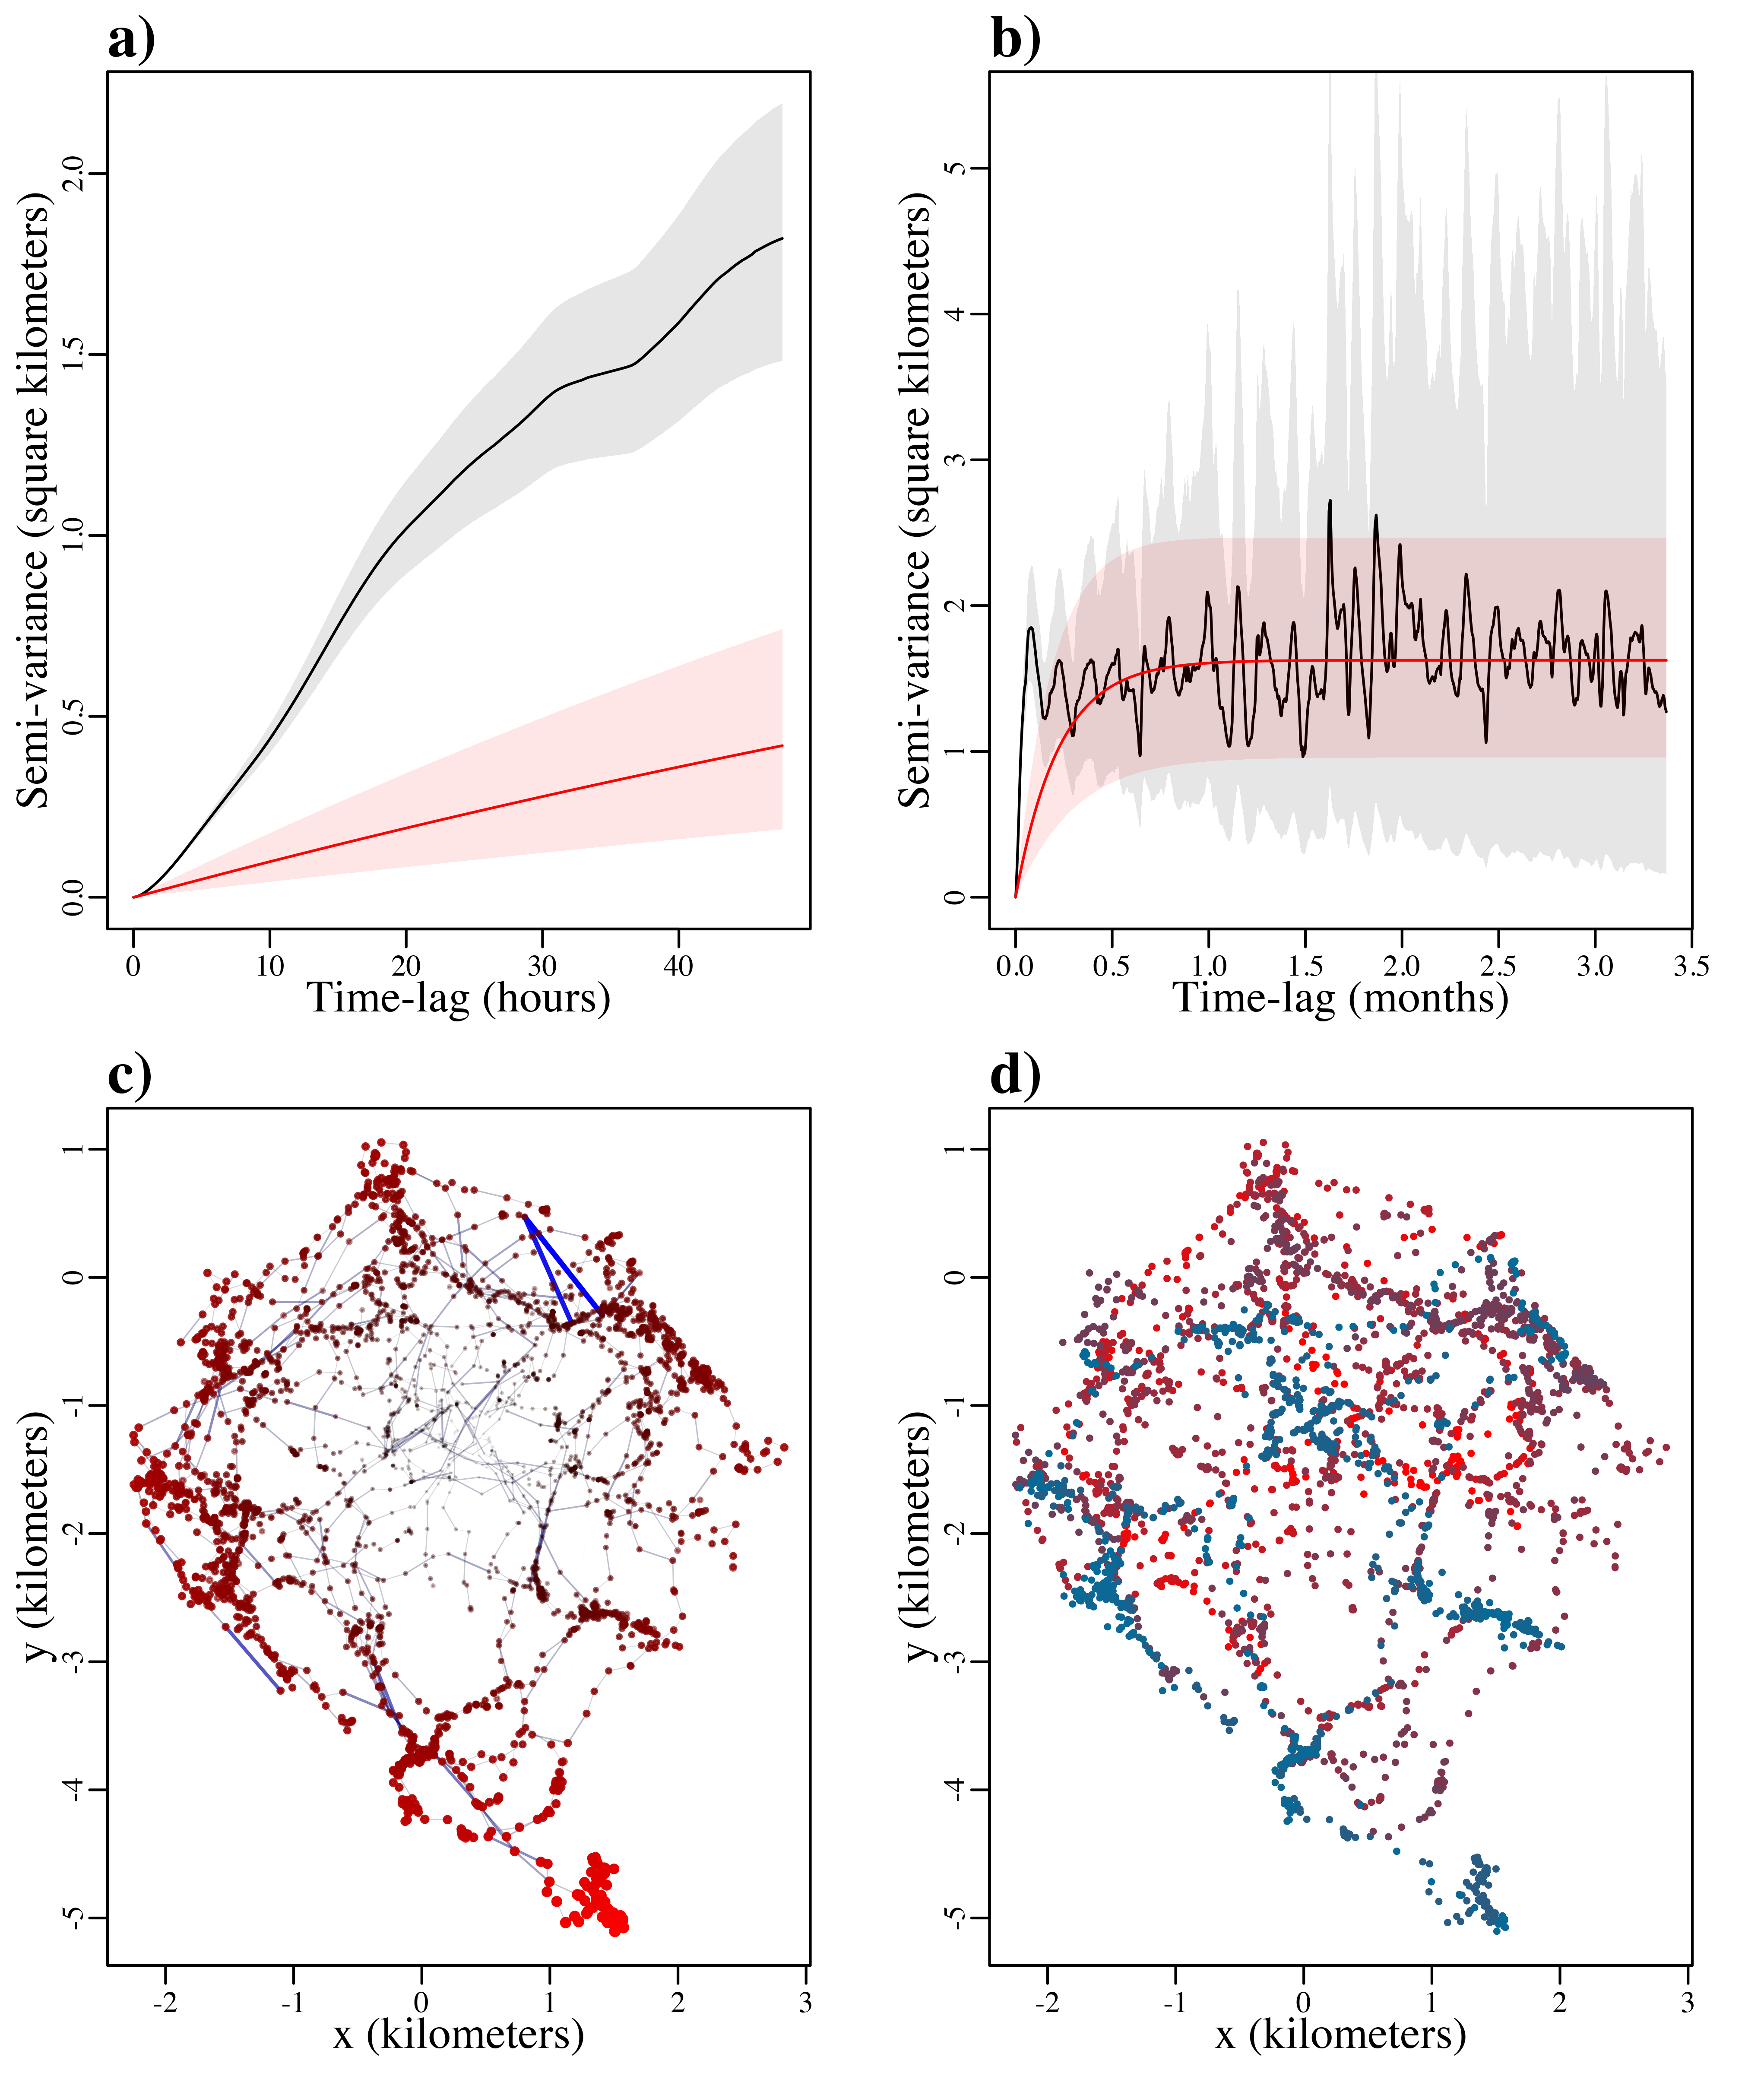 a)
Semi-variance (square kilometers)
2.0
1.5
1.0
0.5
0.0
0 10 20 30 40
Time-lag (hours)
b)
Semi-variance (square kilometers)
5
4
3
2
1
0
0.0 0.5 1.0 1.5 2.0 2.5 3.0 3.5
Time-lag (months)
c)
y (kilometers)
1
0
-1
-2
-3
-4
-5
-2 -1 0 1 2 3
x (kilometers)
d)
y (kilometers)
1
0
-1
-2
-3
-4
-5
-2 -1 0 1 2 3
x (kilometers)